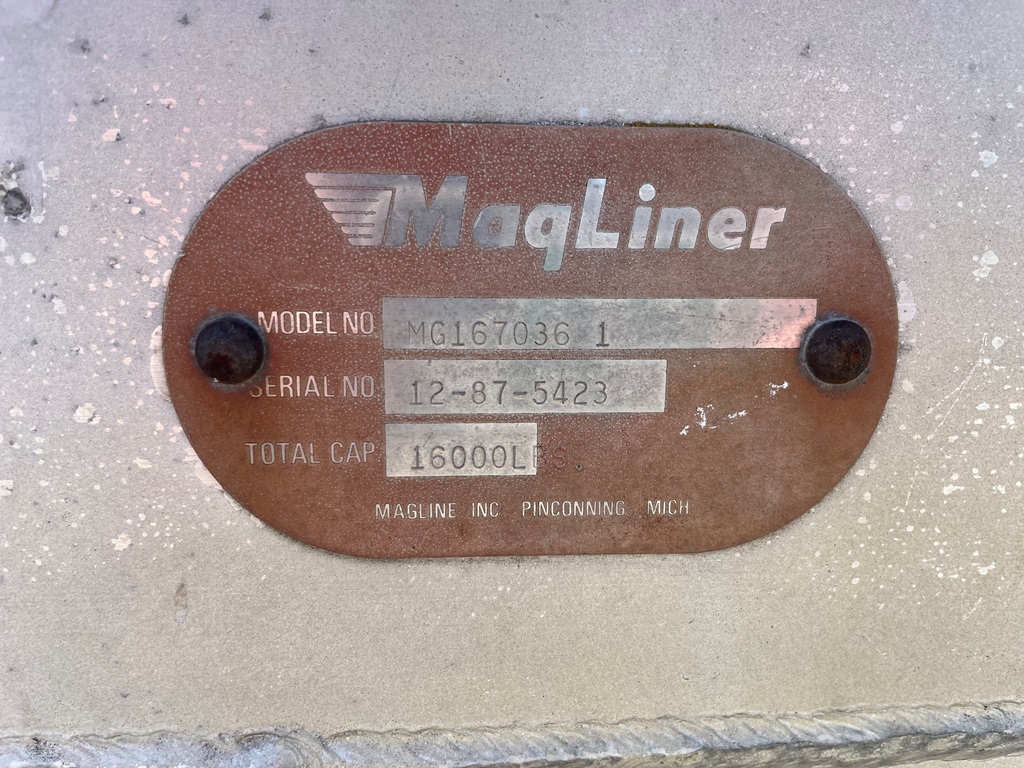 MagLiner
MODEL NO MG167036 1
SERIAL NO 12-87-5423
TOTAL CAP 16000LBS.
MAGLINE INC PINCONNING MICH